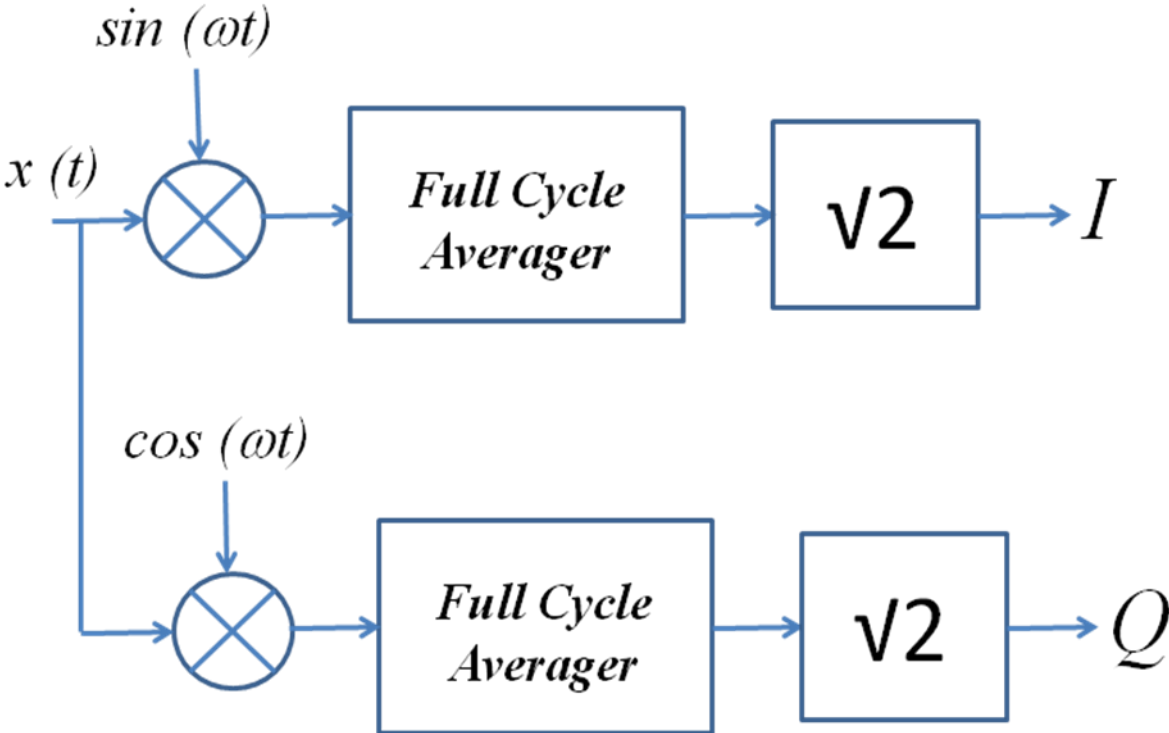 sin (ωt)
x (t)
Full Cycle
Averager
√2
I
cos (ωt)
Full Cycle
Averager
√2
Q